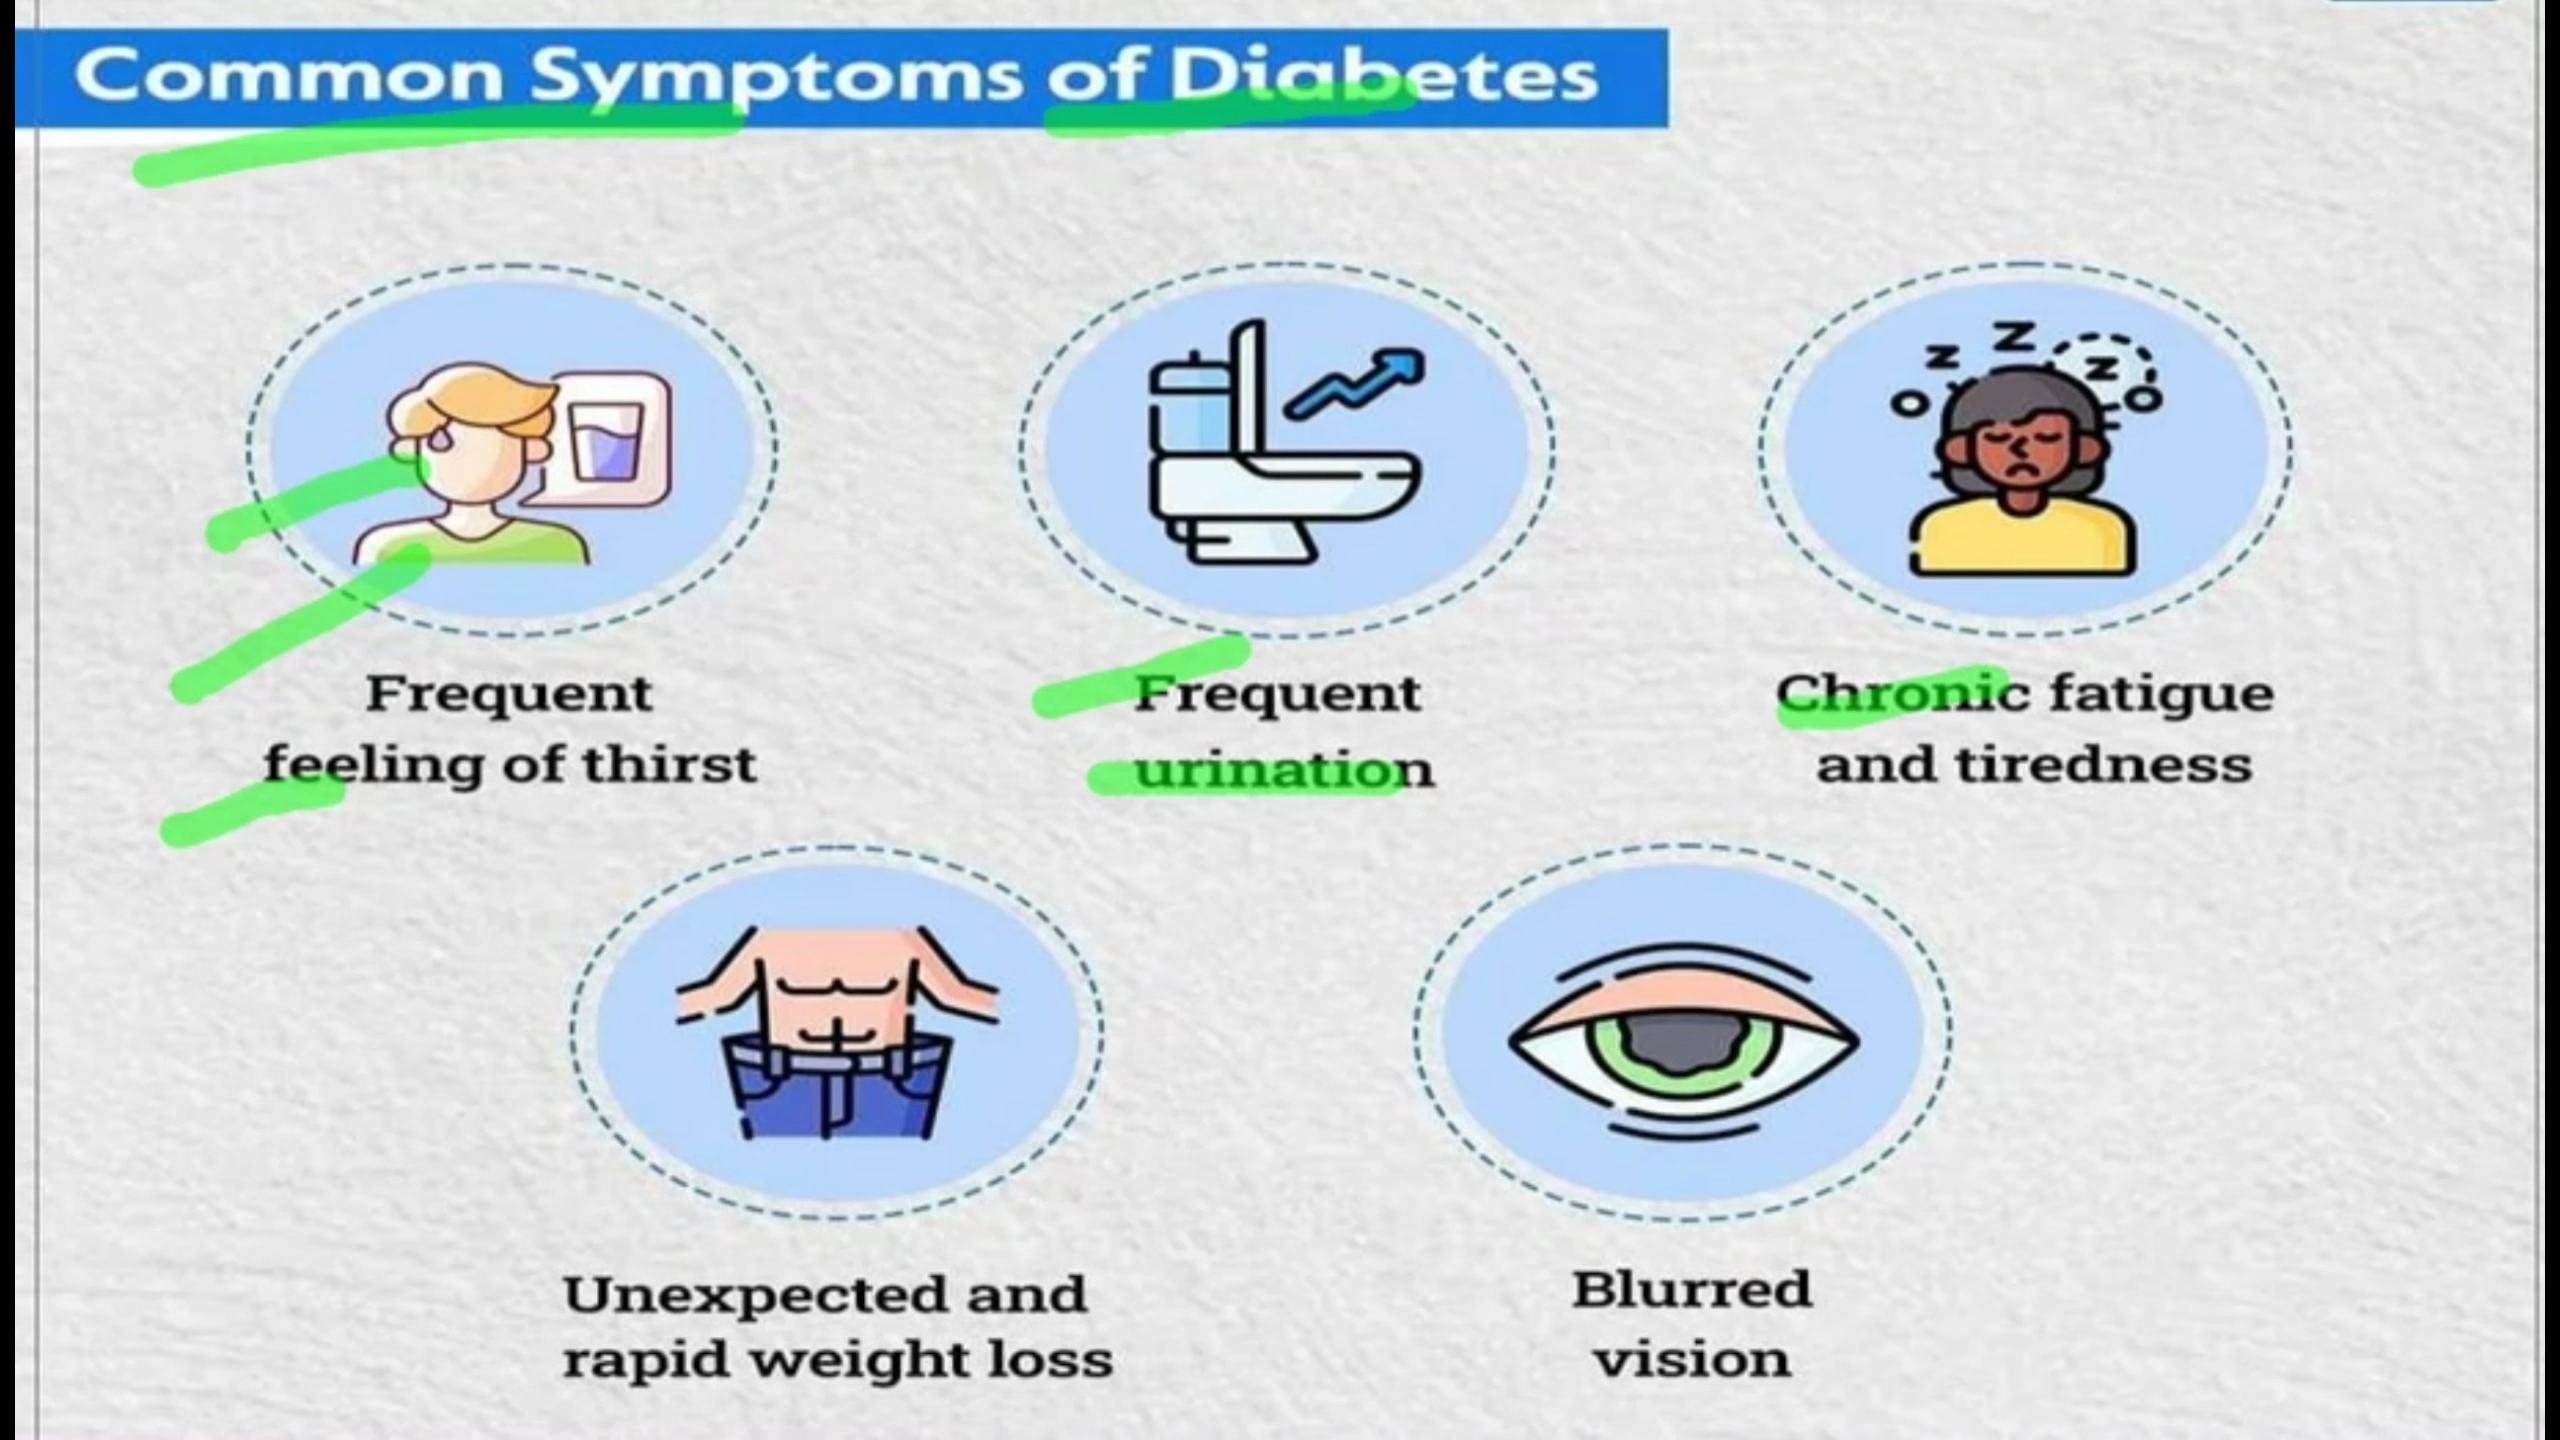 Common Symptoms of Diabetes
Frequent
feeling of thirst
Frequent
urination
Chronic fatigue
and tiredness
Unexpected and
rapid weight loss
Blurred
vision